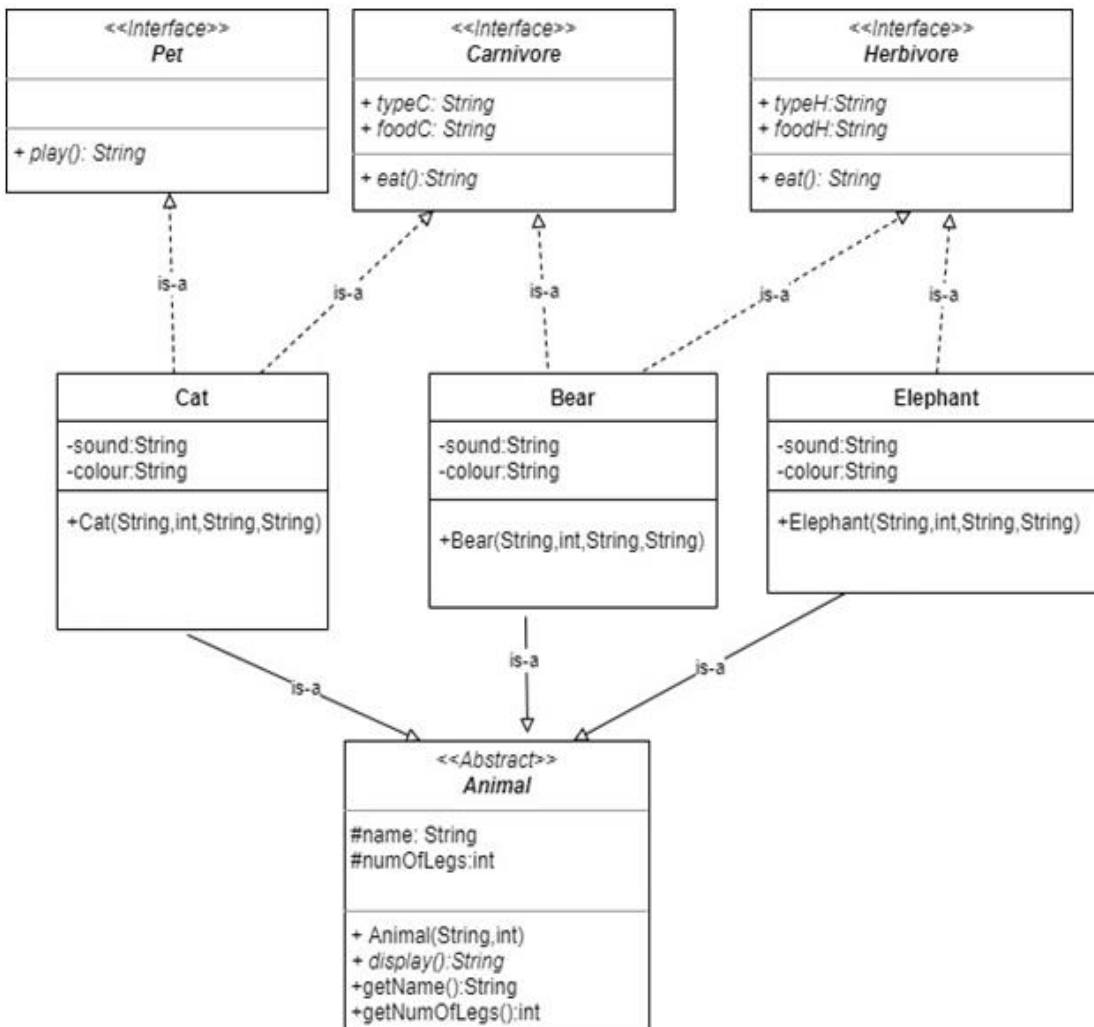 <<Interface>>
Pet
+ play(): String
<<Interface>>
Carnivore
+ typeC: String
+ foodC: String
+ eat():String
<<Interface>>
Herbivore
+ typeH:String
+ foodH:String
+ eat(): String
is-a
is-a
is-a
is-a
is-a
Cat
-sound:String
-colour:String
+Cat(String,int,String,String)
Bear
-sound:String
-colour:String
+Bear(String,int,String,String)
Elephant
-sound:String
-colour:String
+Elephant(String,int,String,String)
is-a
is-a
is-a
<<Abstract>>
Animal
#name: String
#numOfLegs:int
+ Animal(String,int)
+ display():String
+getName():String
+getNumOfLegs():int